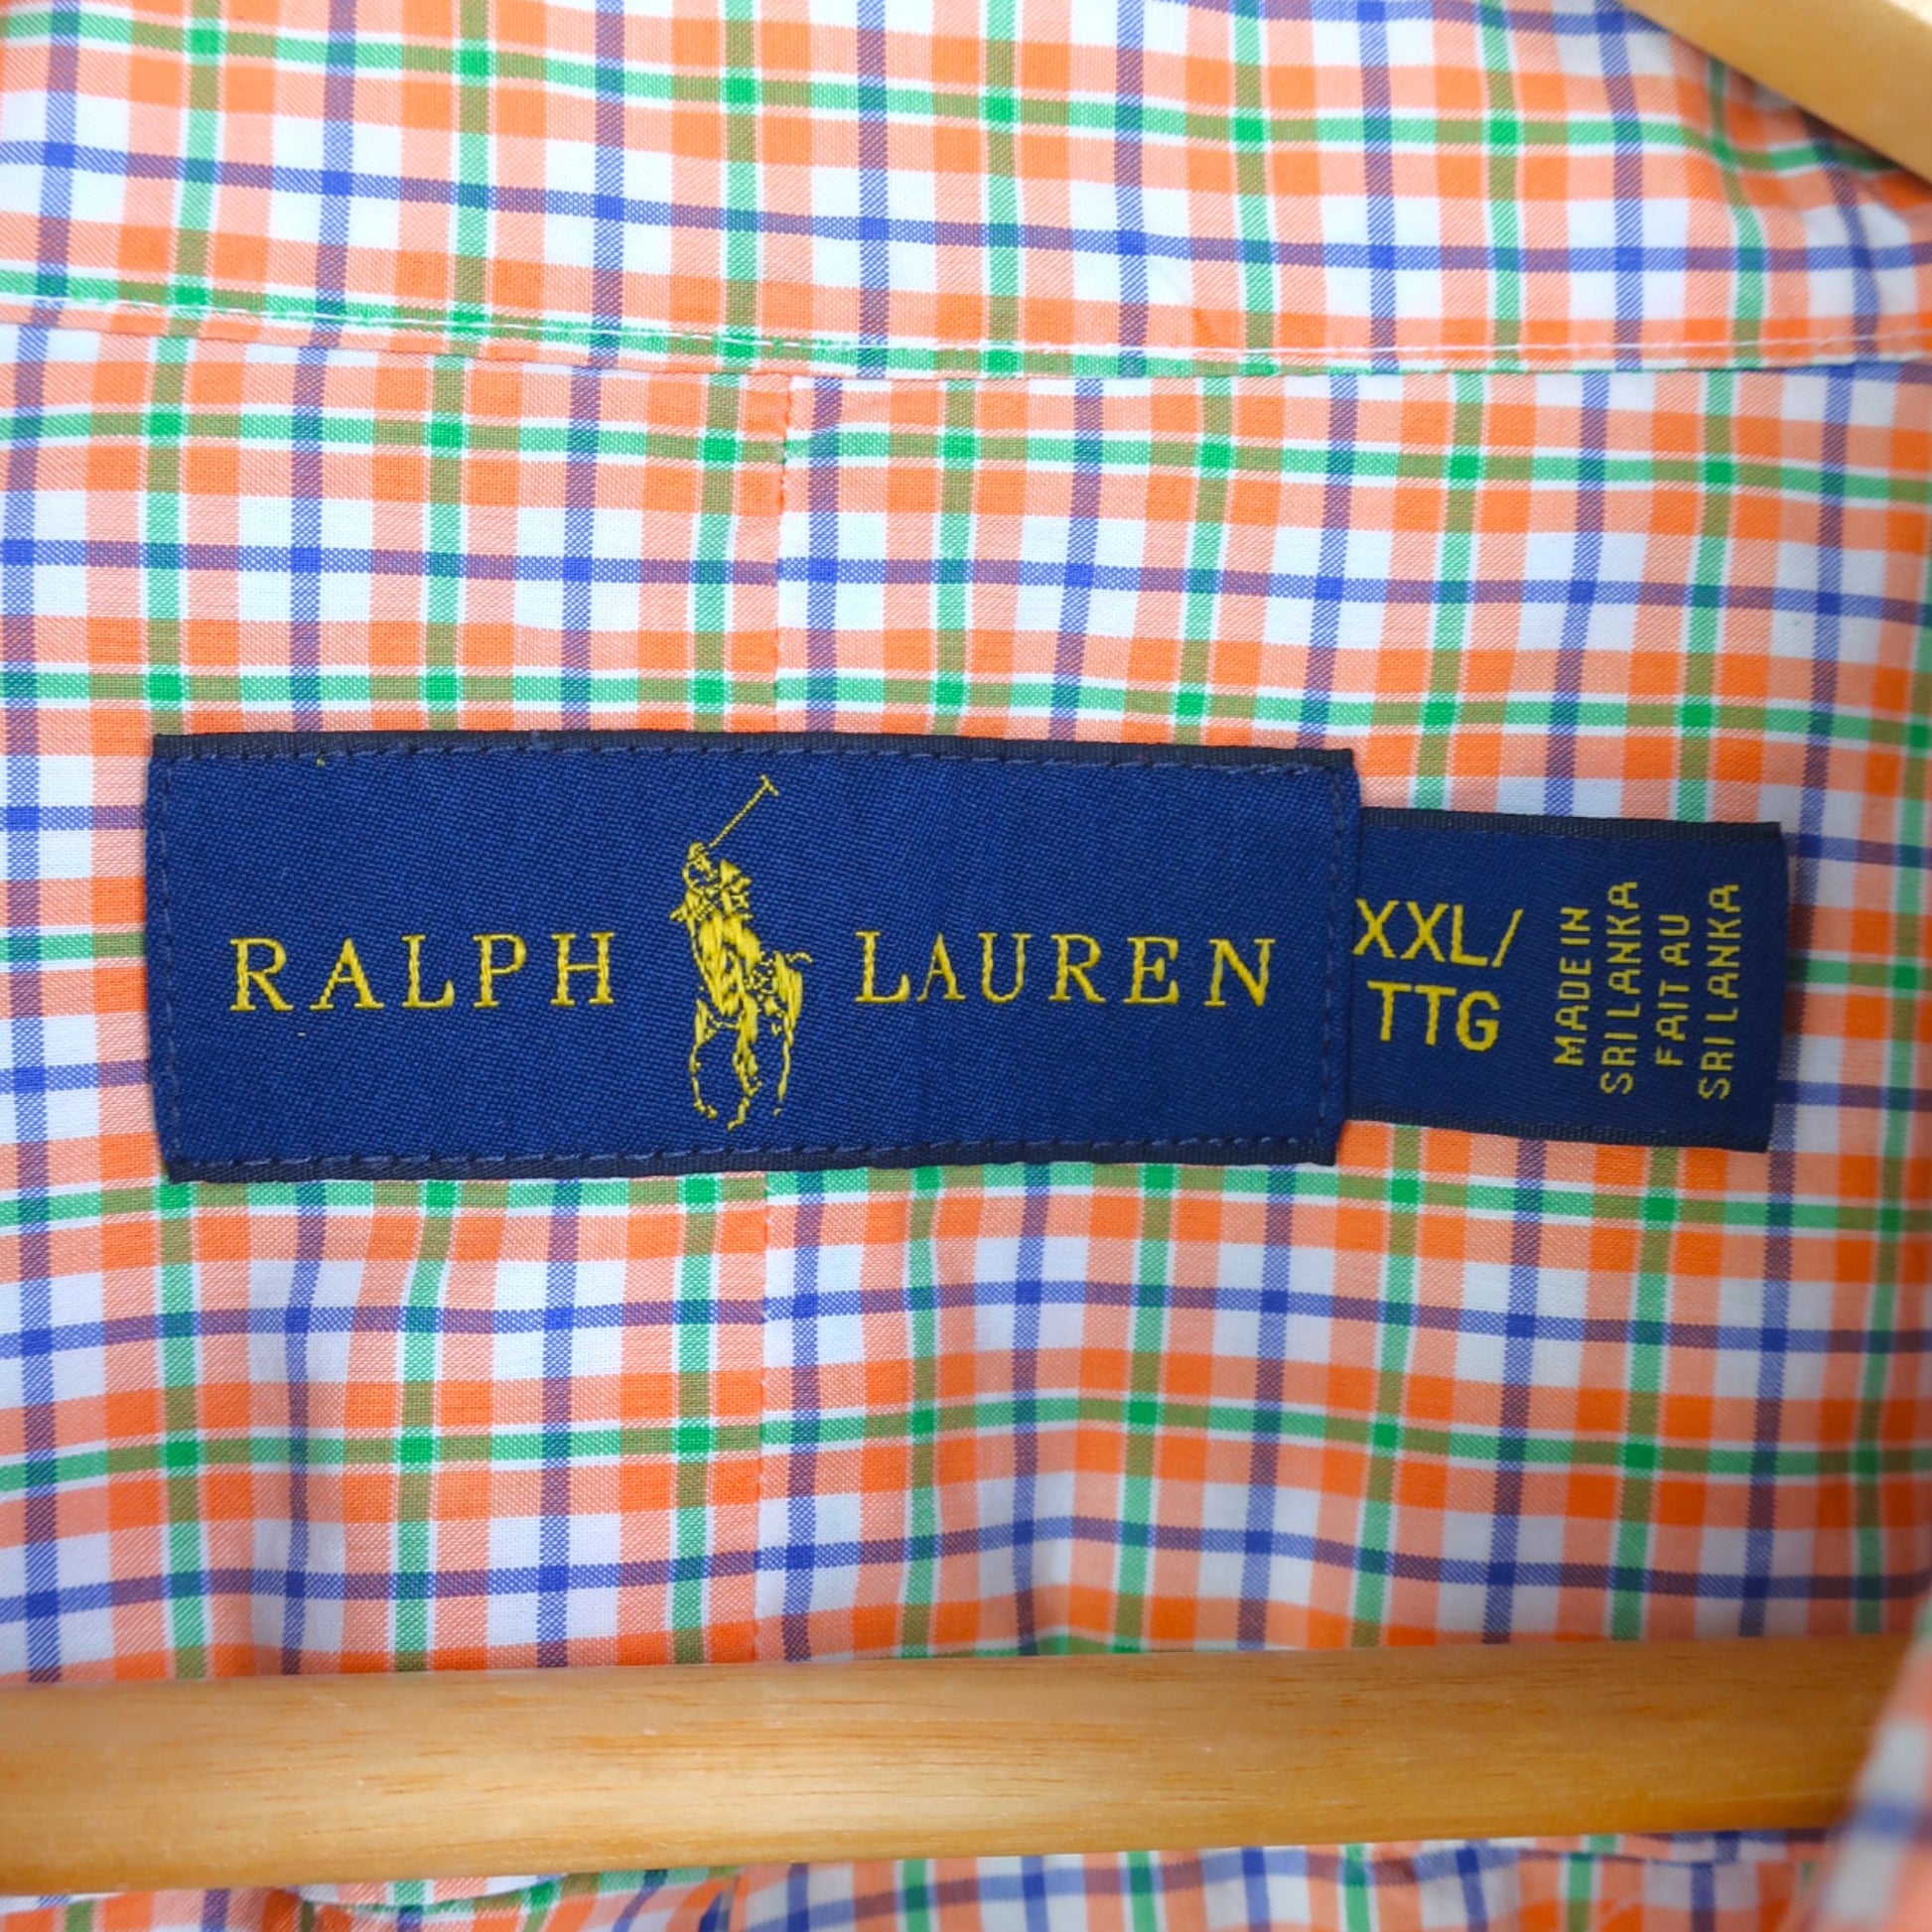 RALPH LAUREN
XXL/
TTG
MADE IN
SRI LANKA
FAIT AU
SRI LANKA